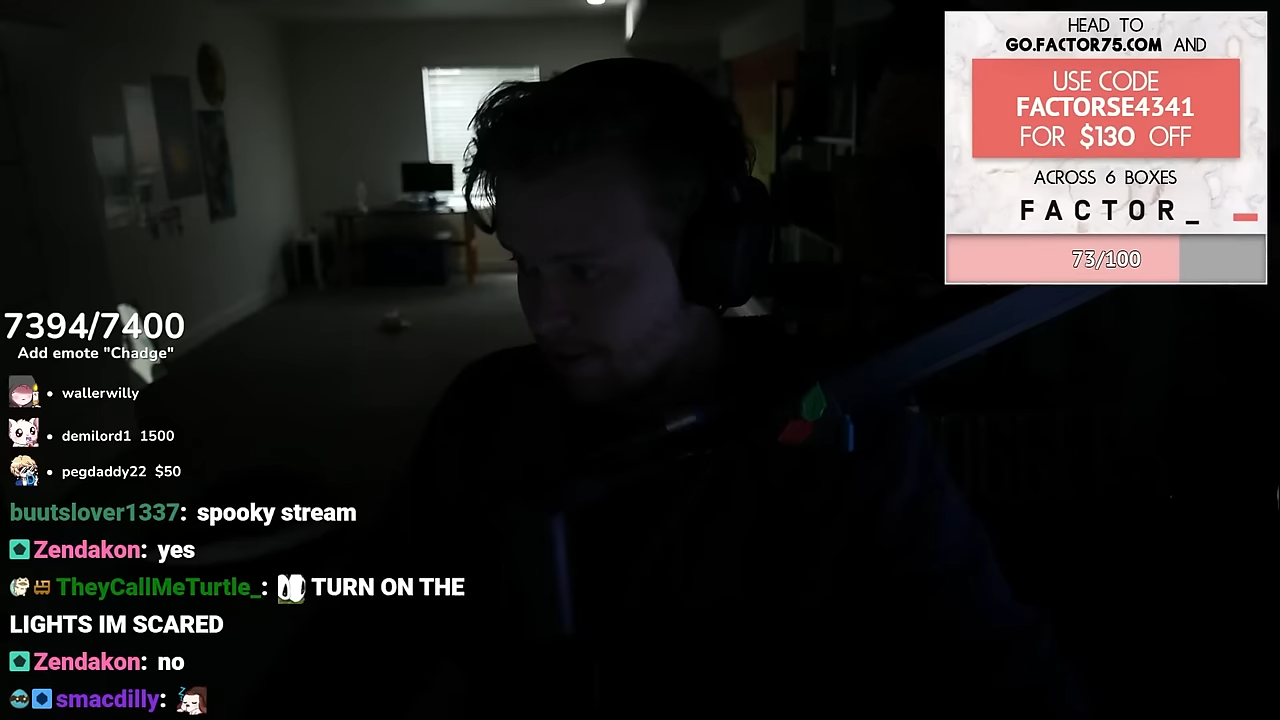 HEAD TO
GO.FACTOR75.COM AND
USE CODE
FACTORSE4341
FOR $130 OFF
ACROSS 6 BOXES
FACTOR_
73/100
7394/7400
Add emote "Chadge"
• wallerwilly
• demilord1 1500
• pegdaddy22 $50
buutslover1337: spooky stream
Zendakon: yes
TheyCallMeTurtle_: TURN ON THE
LIGHTS IM SCARED
Zendakon: no
smacdilly: